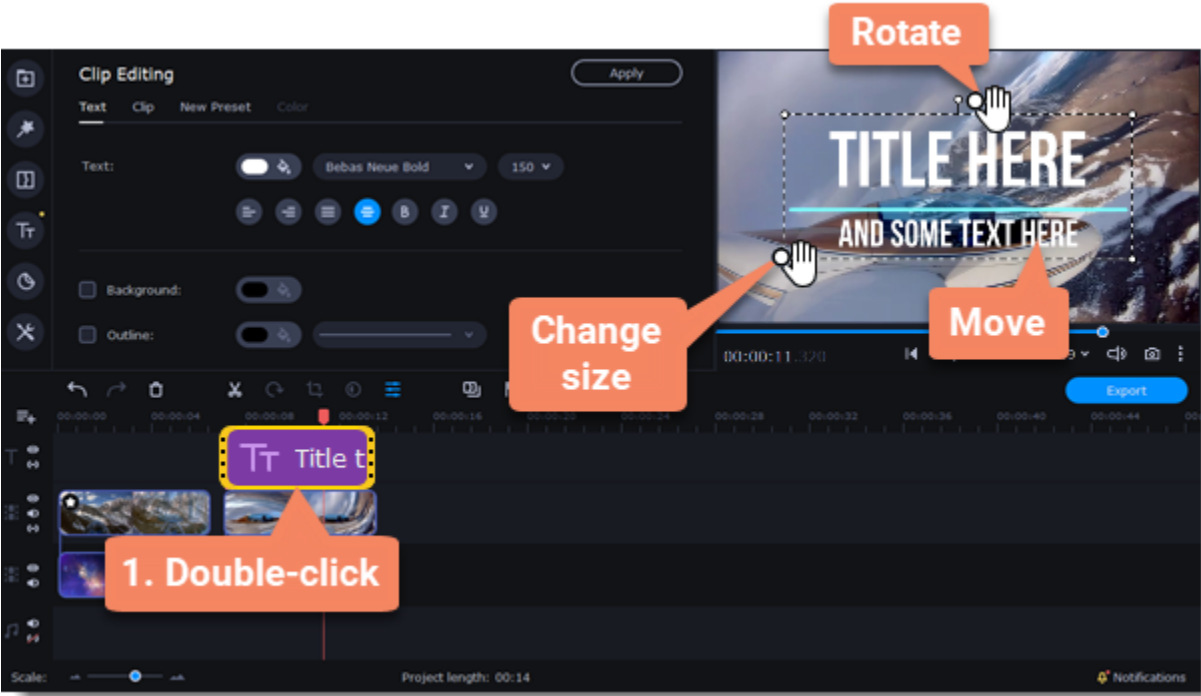 Rotate
Clip Editing
Apply
Text Clip New Preset Color
Text:
Bebas Neue Bold
150
B I U
Background:
Outline:
TITLE HERE
AND SOME TEXT HERE
Change
size
Move
00:00:11.320
Export
00:00:00 00:00:04 00:00:08 00:00:12 00:00:16 00:00:20 00:00:24 00:00:28 00:00:32 00:00:36 00:00:40 00:00:44
Title t
1. Double-click
Scale:
Project length: 00:14
Notifications